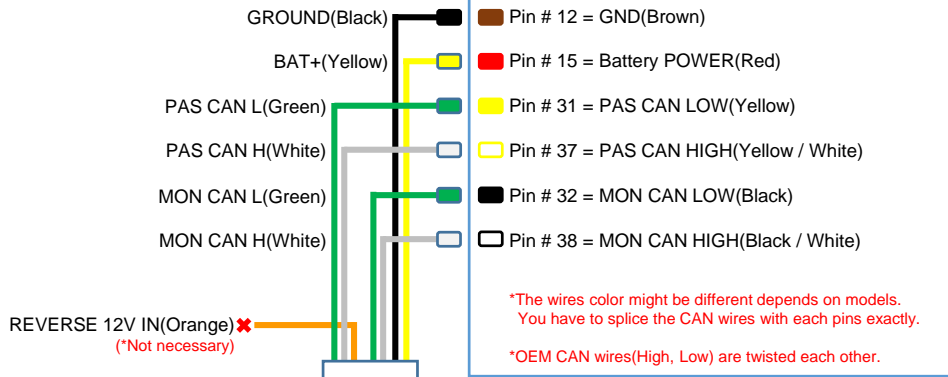 GROUND(Black)
Pin # 12 = GND(Brown)
BAT+(Yellow)
Pin # 15 = Battery POWER(Red)
PAS CAN L(Green)
Pin # 31 = PAS CAN LOW(Yellow)
PAS CAN H(White)
Pin # 37 = PAS CAN HIGH(Yellow / White)
MON CAN L(Green)
Pin # 32 = MON CAN LOW(Black)
MON CAN H(White)
Pin # 38 = MON CAN HIGH(Black / White)
*The wires color might be different depends on models.
You have to splice the CAN wires with each pins exactly.
*OEM CAN wires(High, Low) are twisted each other.
REVERSE 12V IN(Orange)
(*Not necessary)